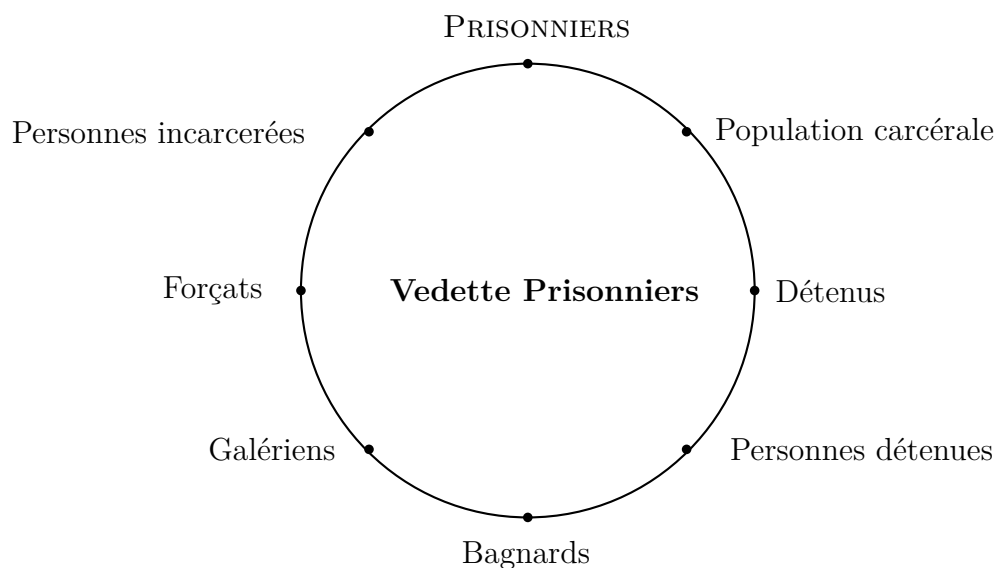 PRISONNIERS
Personnes incarcerées
Population carcérale
Forçats
Vedette Prisonniers
Détenus
Galériens
Personnes détenues
Bagnards